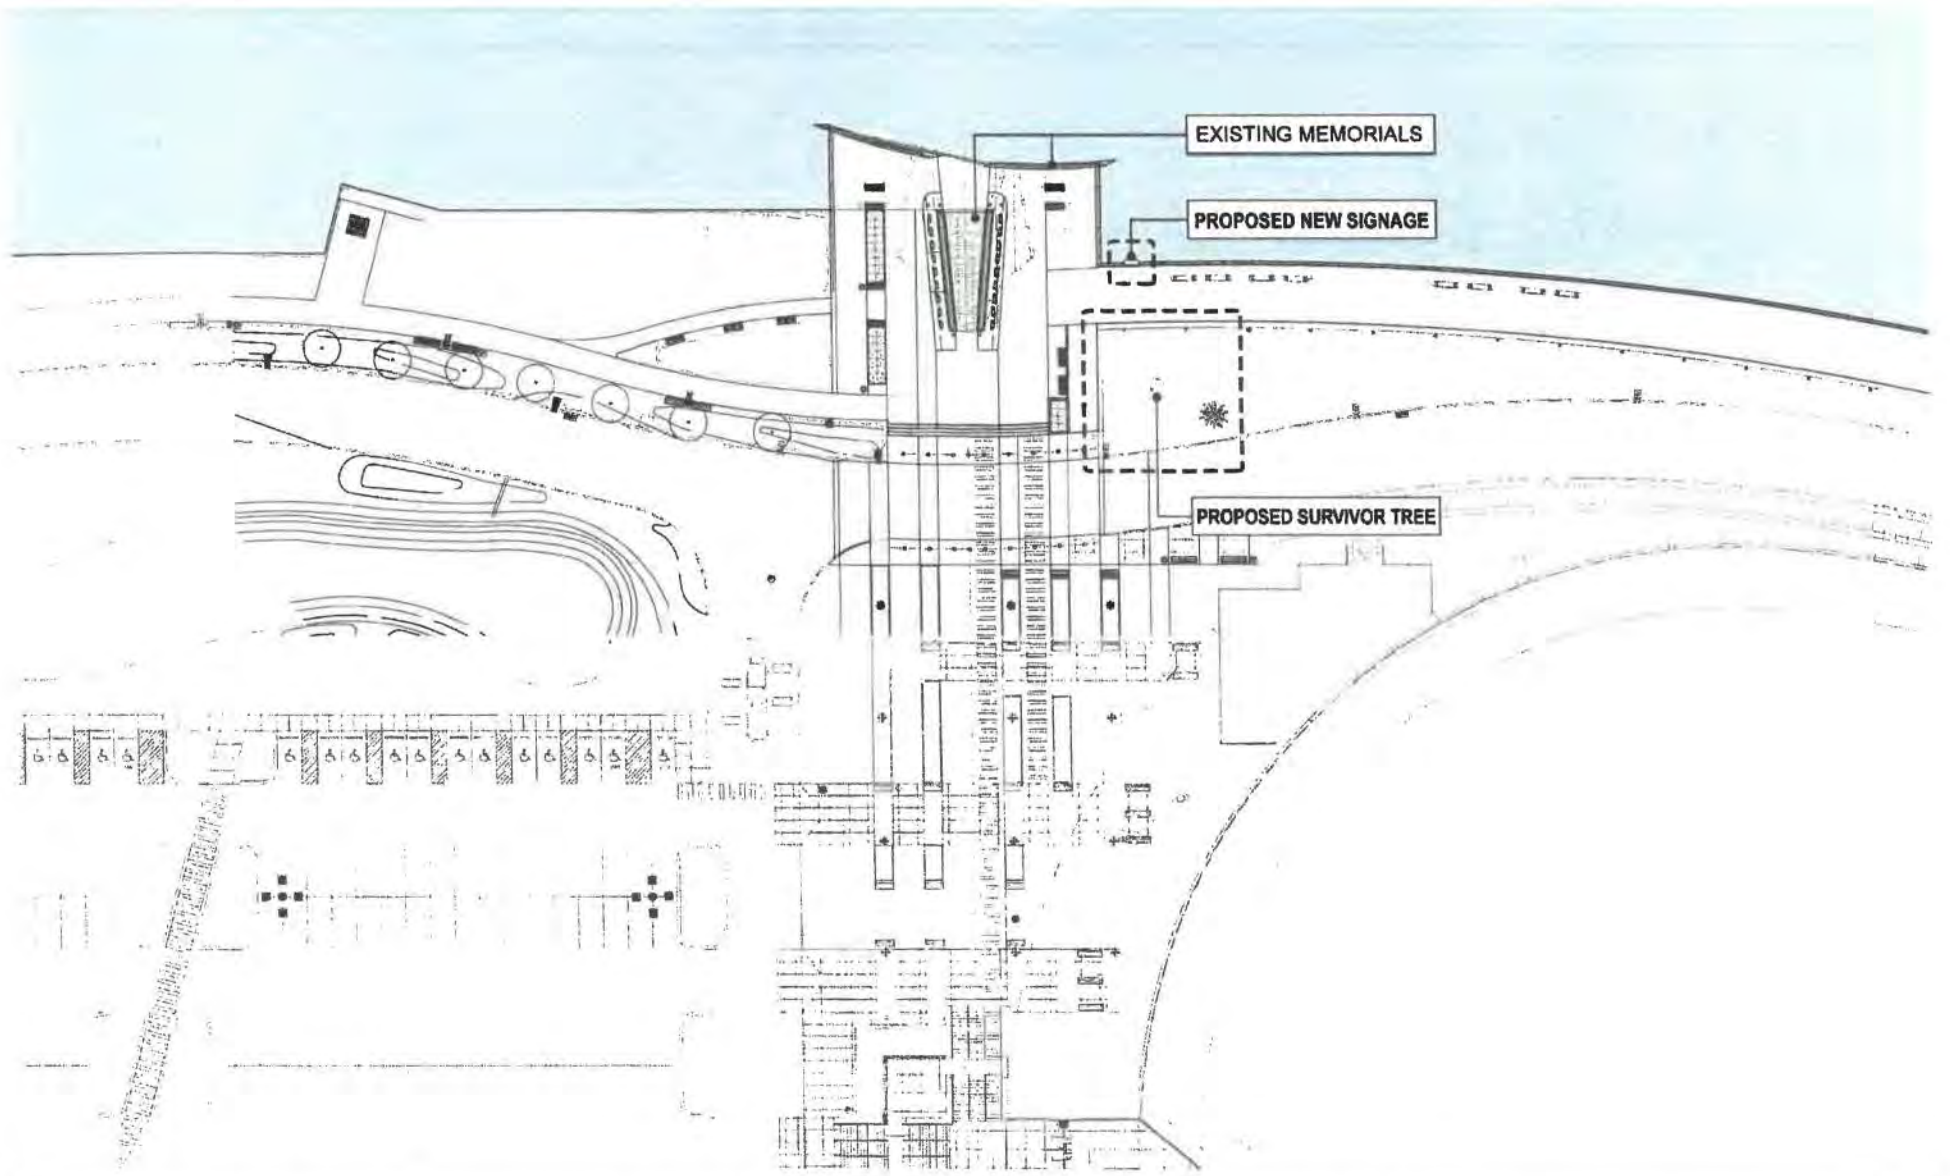 EXISTING MEMORIALS
PROPOSED NEW SIGNAGE
PROPOSED SURVIVOR TREE